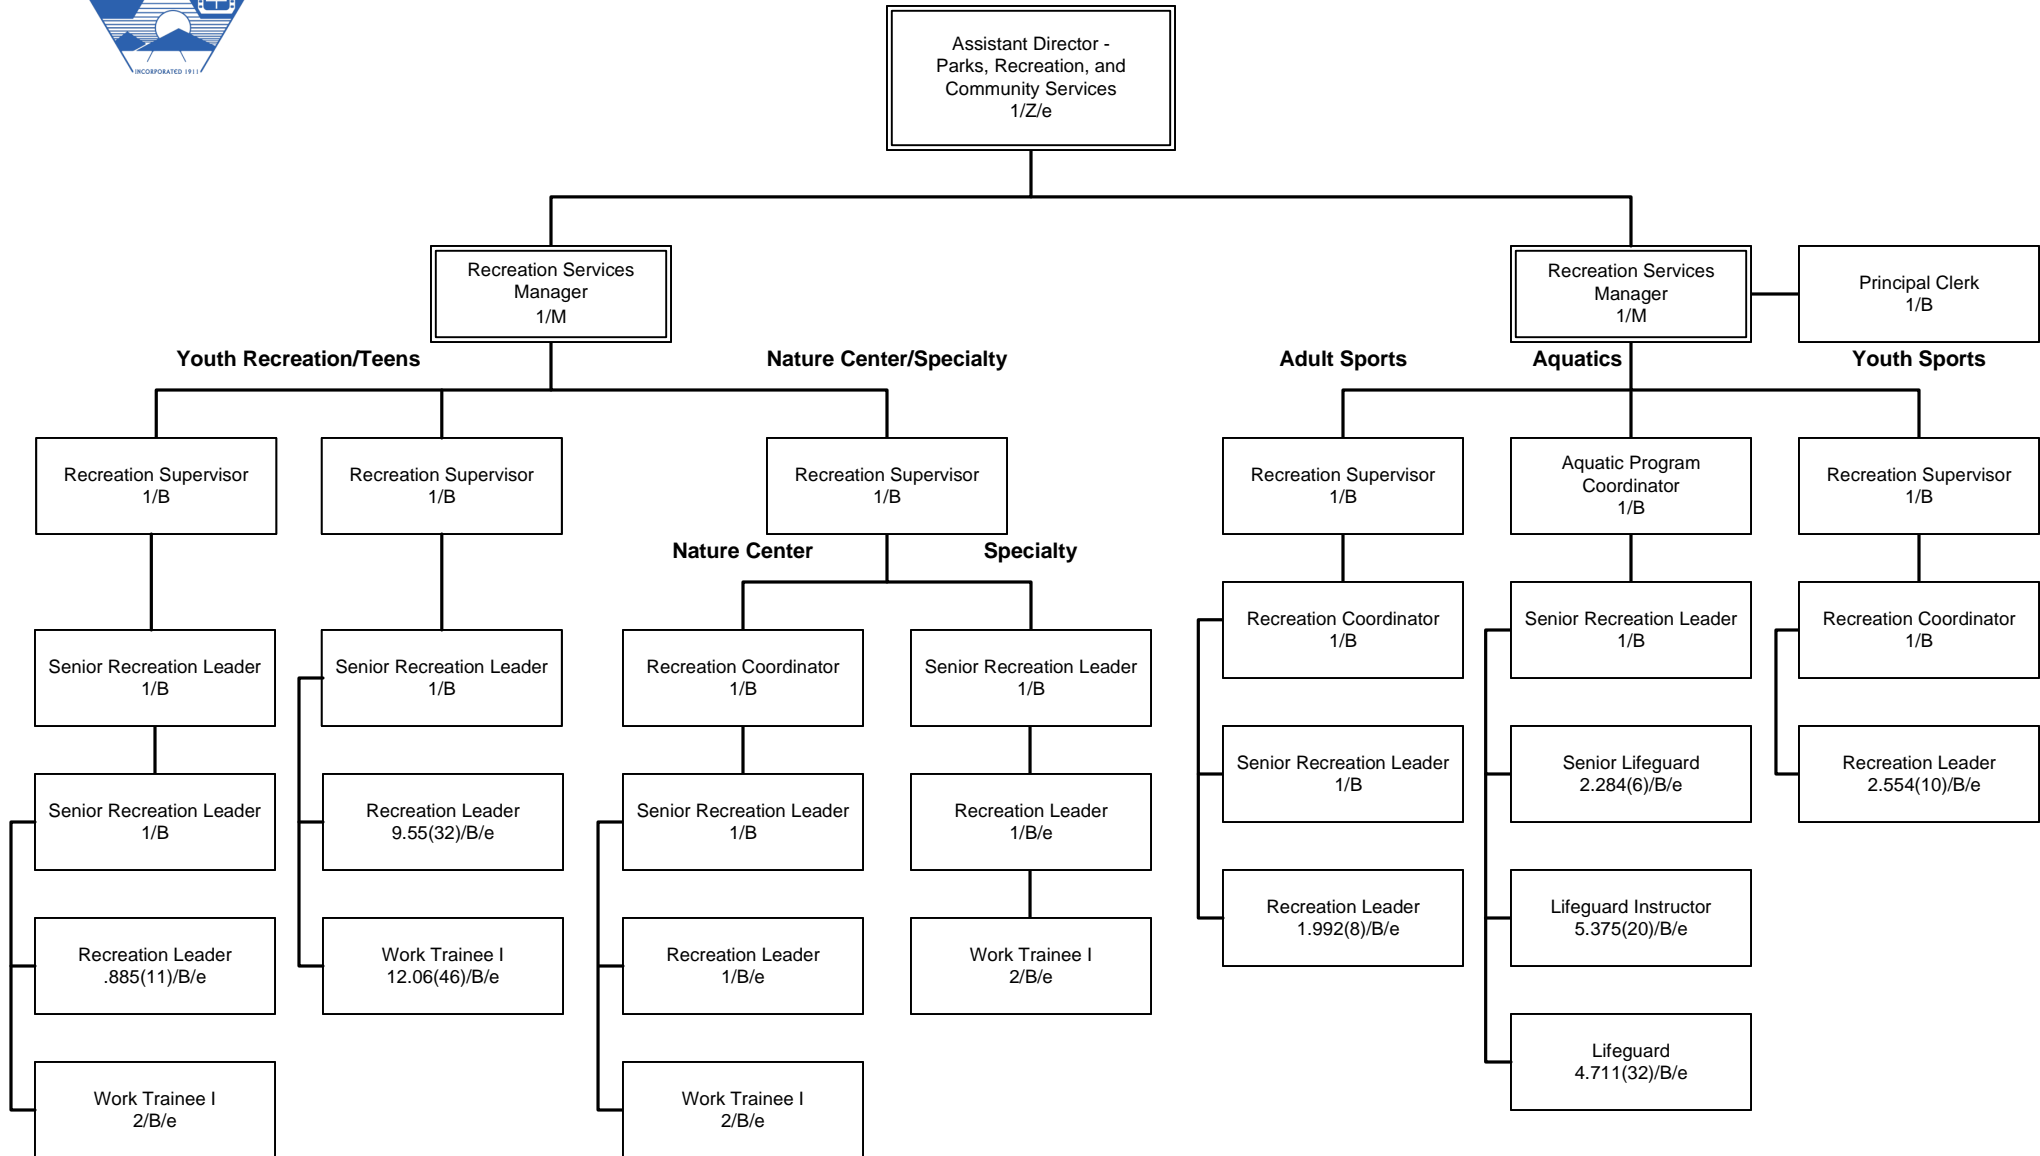 INCORPORATED 1911
Assistant Director -
Parks, Recreation, and
Community Services
1/Z/e
Recreation Services
Manager
1/M
Recreation Services
Manager
1/M
Principal Clerk
1/B
Youth Recreation/Teens
Nature Center/Specialty
Adult Sports
Aquatics
Youth Sports
Recreation Supervisor
1/B
Recreation Supervisor
1/B
Recreation Supervisor
1/B
Recreation Supervisor
1/B
Aquatic Program
Coordinator
1/B
Recreation Supervisor
1/B
Nature Center
Specialty
Recreation Coordinator
1/B
Senior Recreation Leader
1/B
Recreation Coordinator
1/B
Senior Recreation Leader
1/B
Senior Recreation Leader
1/B
Recreation Coordinator
1/B
Senior Recreation Leader
1/B
Senior Recreation Leader
1/B
Senior Lifeguard
2.284(6)/B/e
Recreation Leader
2.554(10)/B/e
Senior Recreation Leader
1/B
Recreation Leader
9.55(32)/B/e
Senior Recreation Leader
1/B
Recreation Leader
1/B/e
Recreation Leader
1.992(8)/B/e
Lifeguard Instructor
5.375(20)/B/e
Recreation Leader
.885(11)/B/e
Work Trainee I
12.06(46)/B/e
Recreation Leader
1/B/e
Work Trainee I
2/B/e
Lifeguard
4.711(32)/B/e
Work Trainee I
2/B/e
Work Trainee I
2/B/e